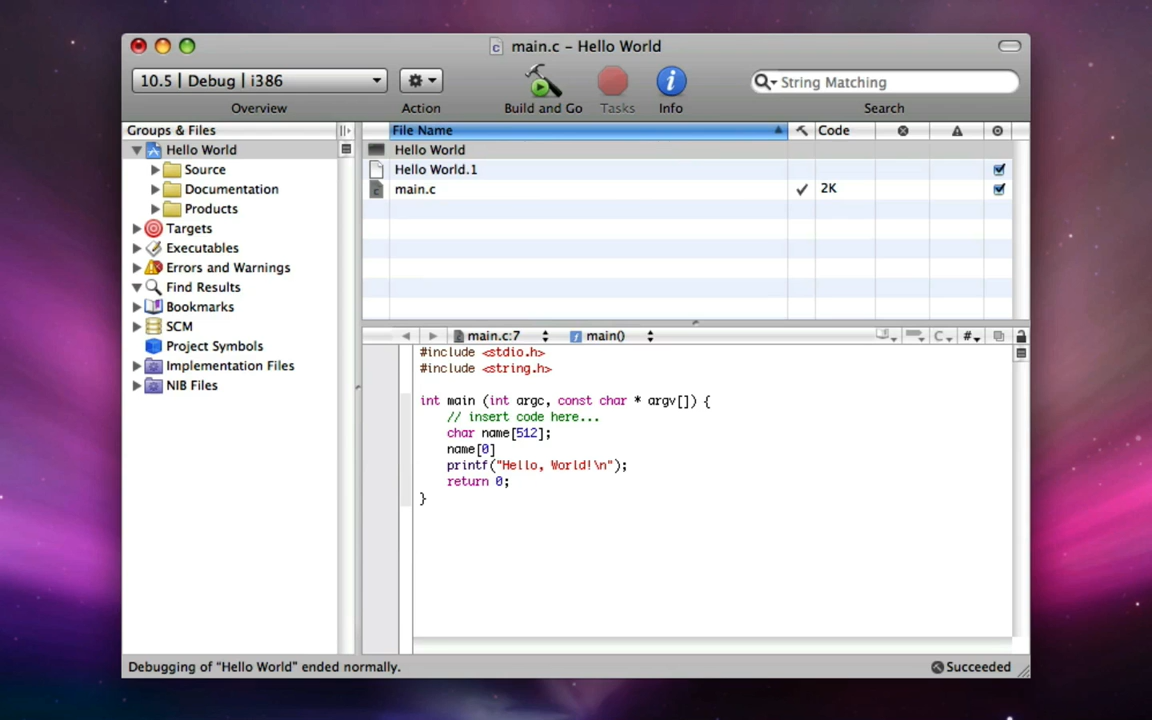 main.c – Hello World
10.5 | Debug | i386
String Matching
Overview
Action
Build and Go
Tasks
Info
Search
Groups & Files
File Name
Code
Hello World
Hello World
Source
Hello World.1
Documentation
main.c
2K
Products
Targets
Executables
Errors and Warnings
Find Results
Bookmarks
SCM
Project Symbols
Implementation Files
NIB Files
main.c:7
main()
C
#
#include <stdio.h>
#include <string.h>
int main (int argc, const char * argv[]) {
// insert code here...
char name[512];
name[0]
printf("Hello, World!\n");
return 0;
}
Debugging of "Hello World" ended normally.
Succeeded